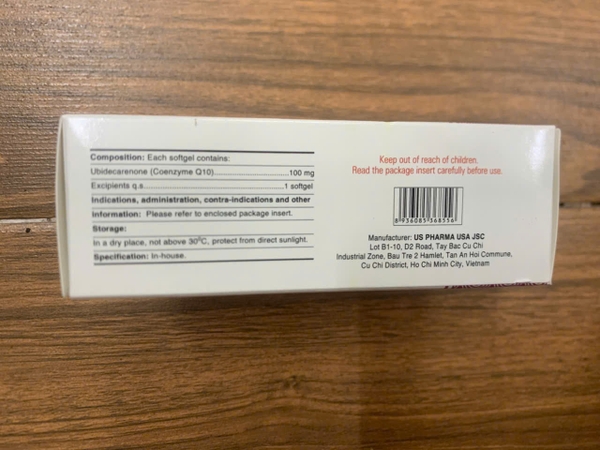 Composition: Each softgel contains:
Ubidecarenone (Coenzyme Q10)..............................100 mg
Excipients q.s..........................................................1 softgel
Indications, administration, contra-indications and other
information: Please refer to enclosed package insert.
Storage:
In a dry place, not above 30⁰C, protect from direct sunlight.
Specification: In-house.
Keep out of reach of children.
Read the package insert carefully before use.
8 936085 368556
Manufacturer: US PHARMA USA JSC
Lot B1-10, D2 Road, Tay Bac Cu Chi
Industrial Zone, Bau Tre 2 Hamlet, Tan An Hoi Commune,
Cu Chi District, Ho Chi Minh City, Vietnam